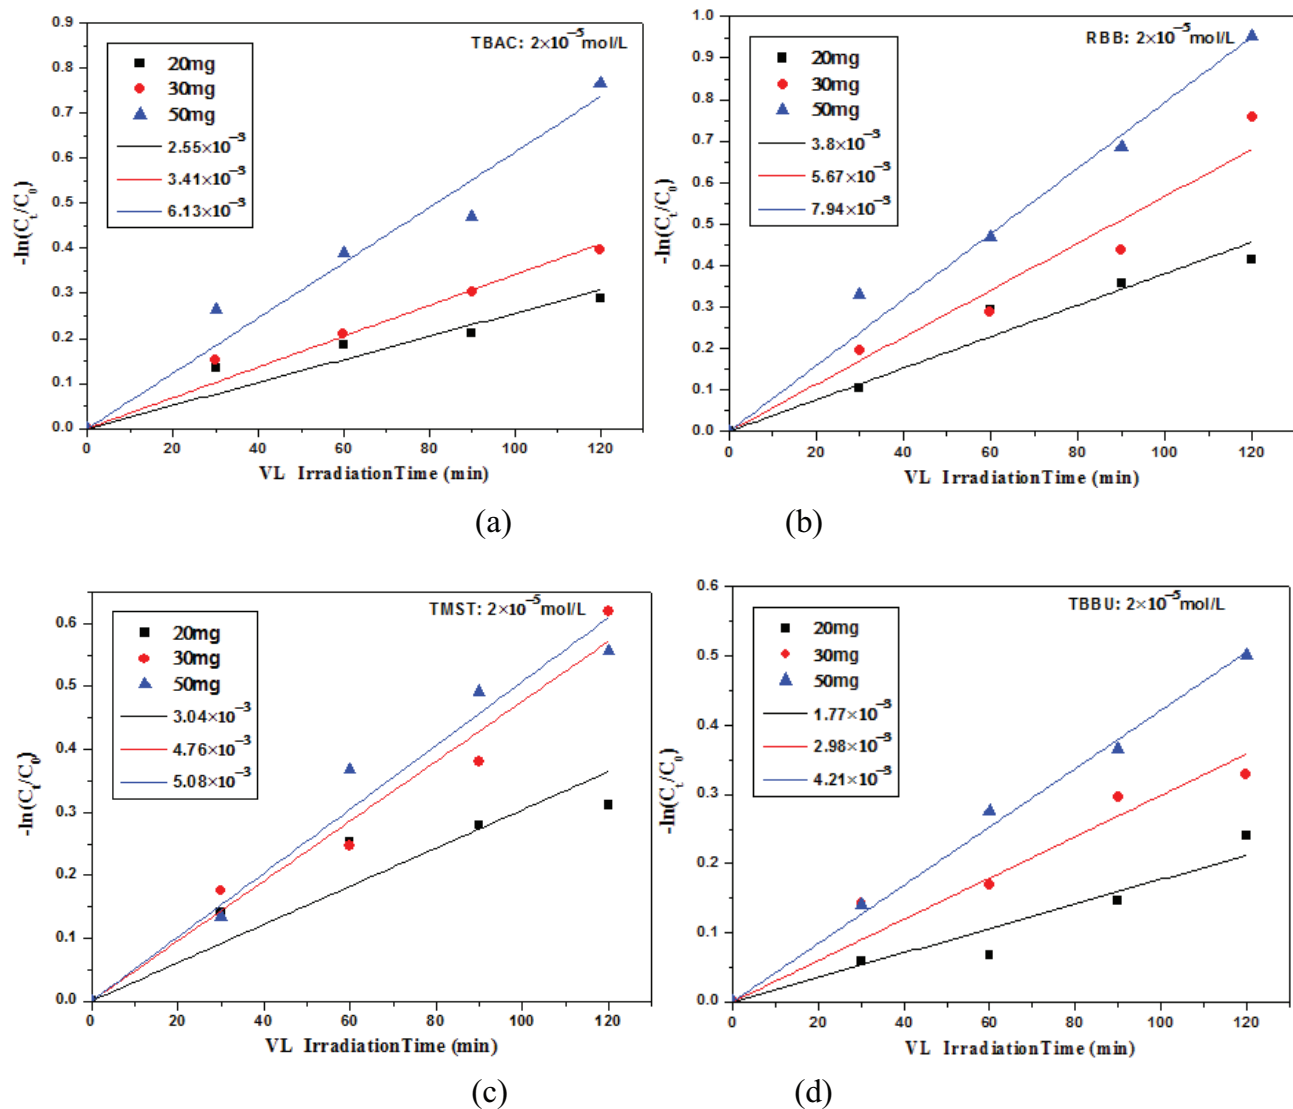 TBAC: 2×10⁻⁵mol/L
20mg
30mg
50mg
2.55×10⁻³
3.41×10⁻³
6.13×10⁻³
-ln(Cₜ/C₀)
0.9
0.8
0.7
0.6
0.5
0.4
0.3
0.2
0.1
0.0
0 20 40 60 80 100 120
VL IrradiationTime (min)
(a)
RBB: 2×10⁻⁵mol/L
20mg
30mg
50mg
3.8×10⁻³
5.67×10⁻³
7.94×10⁻³
-ln(Cₜ/C₀)
1.0
0.9
0.8
0.7
0.6
0.5
0.4
0.3
0.2
0.1
0.0
0 20 40 60 80 100 120
VL IrradiationTime (min)
(b)
TMST: 2×10⁻⁵mol/L
20mg
30mg
50mg
3.04×10⁻³
4.76×10⁻³
5.08×10⁻³
-ln(Cₜ/C₀)
0.6
0.5
0.4
0.3
0.2
0.1
0.0
0 20 40 60 80 100 120
VL IrradiationTime (min)
(c)
TBBU: 2×10⁻⁵mol/L
20mg
30mg
50mg
1.77×10⁻³
2.98×10⁻³
4.21×10⁻³
-ln(Cₜ/C₀)
0.6
0.5
0.4
0.3
0.2
0.1
0.0
0 20 40 60 80 100 120
VL IrradiationTime (min)
(d)